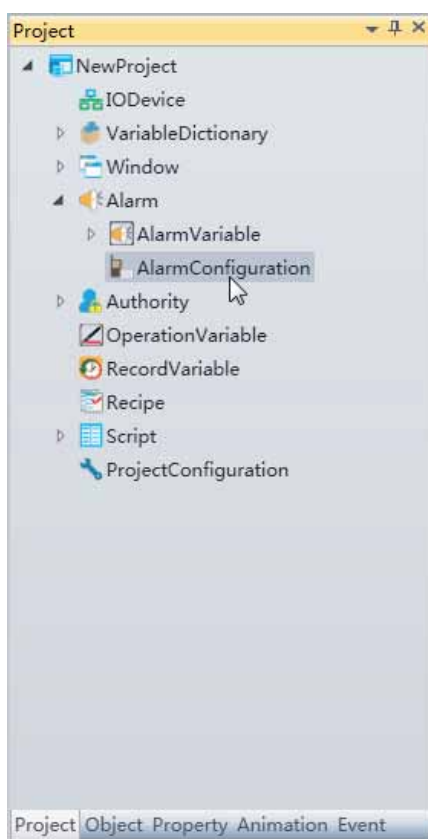 Project
NewProject
IODevice
VariableDictionary
Window
Alarm
AlarmVariable
AlarmConfiguration
Authority
OperationVariable
RecordVariable
Recipe
Script
ProjectConfiguration
Project Object Property Animation Event